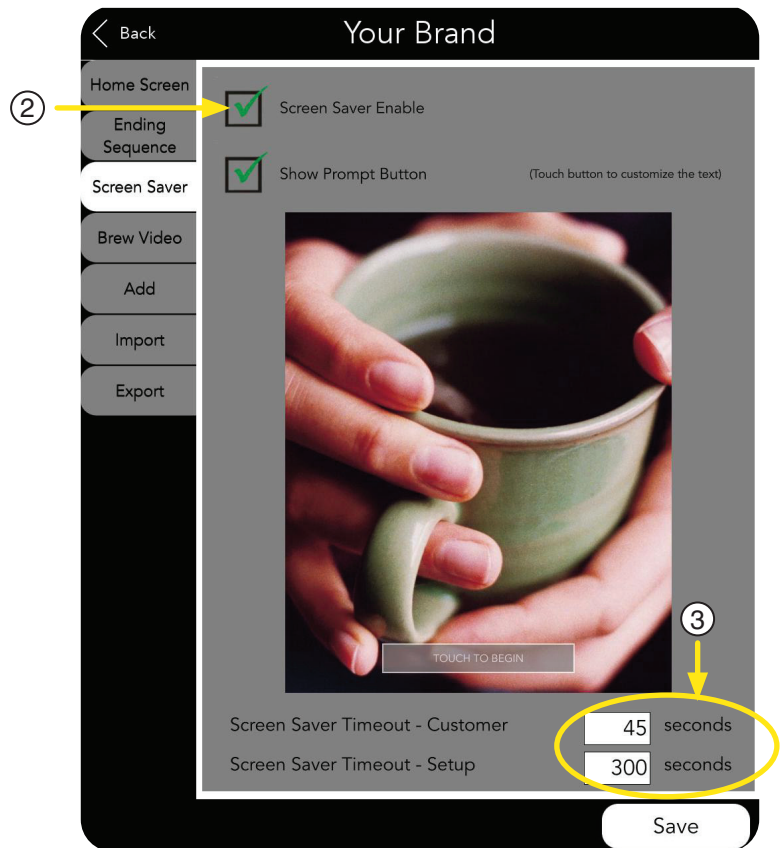 Back
Your Brand
Home Screen
Ending
Sequence
Screen Saver
Brew Video
Add
Import
Export
②
Screen Saver Enable
Show Prompt Button (Touch button to customize the text)
TOUCH TO BEGIN
③
Screen Saver Timeout - Customer 45 seconds
Screen Saver Timeout - Setup 300 seconds
Save